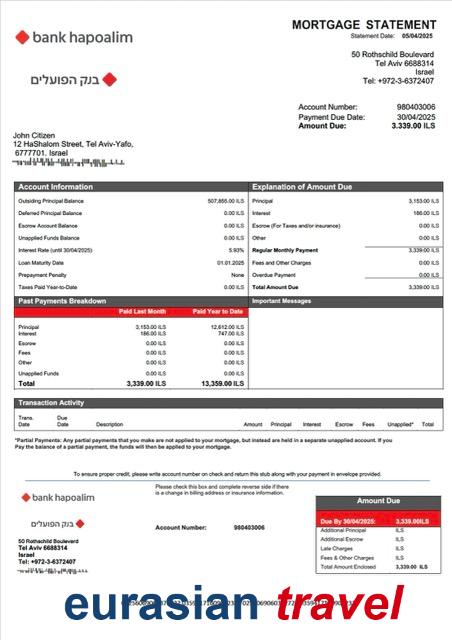 bank hapoalim
בנק הפועלים
MORTGAGE STATEMENT
Statement Date: 05/04/2025
50 Rothschild Boulevard
Tel Aviv 6688314
Israel
Tel: +972-3-6372407
Account Number: 980403006
Payment Due Date: 30/04/2025
Amount Due: 3.339.00 ILS
John Citizen
12 HaShalom Street, Tel Aviv-Yafo,
6777701, Israel
Account Information
Outsiding Principal Balance 507,855.00 ILS
Deferred Principal Balance 0.00 ILS
Escrow Account Balance 0.00 ILS
Unapplied Funds Balance 0.00 ILS
Interest Rate (until 30/04/2025) 5.93%
Loan Maturity Date 01.01.2025
Prepayment Penalty None
Taxes Paid Year-to-Date 0.00 ILS
Explanation of Amount Due
Principal 3,153.00 ILS
Interest 186.00 ILS
Escrow (For Taxes and/or insurance) 0.00 ILS
Other 0.00 ILS
Regular Monthly Payment 3,339.00 ILS
Fees and Other Charges 0.00 ILS
Overdue Payment 0.00 ILS
Total Amount Due 3,339.00 ILS
Past Payments Breakdown
Paid Last Month Paid Year to Date
Principal 3,153.00 ILS 12,612.00 ILS
Interest 186.00 ILS 747.00 ILS
Escrow 0.00 ILS 0.00 ILS
Fees 0.00 ILS 0.00 ILS
Other 0.00 ILS 0.00 ILS
Unapplied Funds 0.00 ILS 0.00 ILS
Total 3,339.00 ILS 13,359.00 ILS
Important Messages
Transaction Activity
Trans. Date Due Date Description Amount Principal Interest Escrow Fees Unapplied* Total
*Partial Payments: Any partial payments that you make are not applied to your mortgage, but instead are held in a separate unapplied account. If you
Pay the balance of a partial payment, the funds will then be applied to your mortgage.
To ensure proper credit, please write account number on check and return this stub along with payment in envelope provided.
bank hapoalim
בנק הפועלים
50 Rothschild Boulevard
Tel Aviv 6688314
Israel
Tel: +972-3-6372407
Please check this box and complete reverse side if there
is a change in billing address or insurance information.
Account Number: 980403006
Amount Due
Due By 30/04/2025: 3,339.00ILS
Additional Principal ILS
Additional Escrow ILS
Late Charges ILS
Fees & Other Charges ILS
Total Amount Enclosed 3,339.00 ILS
eurasian travel